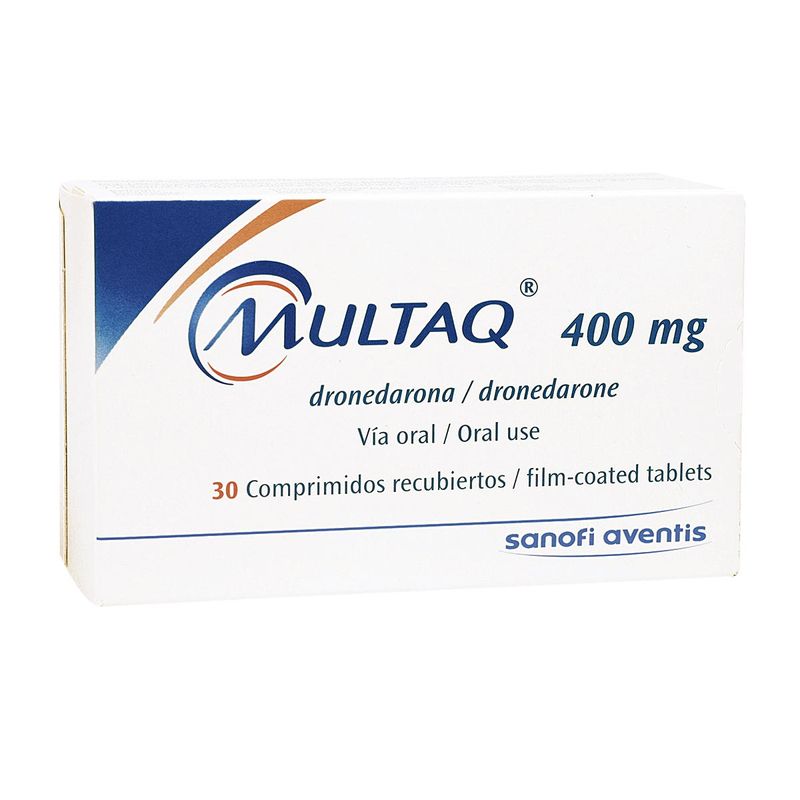 MULTAQ® 400 mg
dronedarona / dronedarone
Vía oral / Oral use
30 Comprimidos recubiertos / film-coated tablets
sanofi aventis